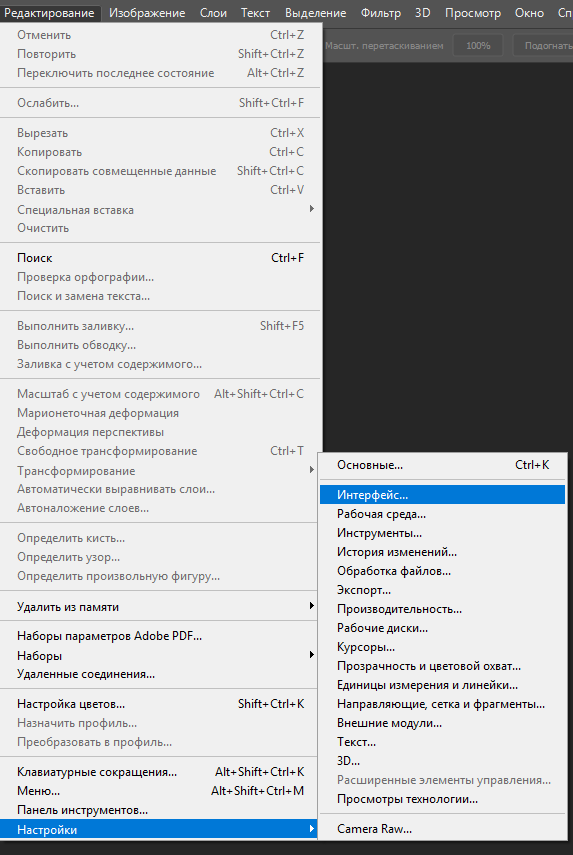 Редактирование Изображение Слои Текст Выделение Фильтр 3D Просмотр Окно Сп
Масшт. перетаскиванием 100% Подогнать
Отменить Ctrl+Z
Повторить Shift+Ctrl+Z
Переключить последнее состояние Alt+Ctrl+Z
Ослабить... Shift+Ctrl+F
Вырезать Ctrl+X
Копировать Ctrl+C
Скопировать совмещенные данные Shift+Ctrl+C
Вставить Ctrl+V
Специальная вставка
Очистить
Поиск Ctrl+F
Проверка орфографии...
Поиск и замена текста...
Выполнить заливку... Shift+F5
Выполнить обводку...
Заливка с учетом содержимого...
Масштаб с учетом содержимого Alt+Shift+Ctrl+C
Марионеточная деформация
Деформация перспективы
Свободное трансформирование Ctrl+T
Трансформирование
Автоматически выравнивать слои...
Автоналожение слоев...
Определить кисть...
Определить узор...
Определить произвольную фигуру...
Удалить из памяти
Наборы параметров Adobe PDF...
Наборы
Удаленные соединения...
Настройка цветов... Shift+Ctrl+K
Назначить профиль...
Преобразовать в профиль...
Клавиатурные сокращения... Alt+Shift+Ctrl+K
Меню... Alt+Shift+Ctrl+M
Панель инструментов...
Настройки
Основные... Ctrl+K
Интерфейс...
Рабочая среда...
Инструменты...
История изменений...
Обработка файлов...
Экспорт...
Производительность...
Рабочие диски...
Курсоры...
Прозрачность и цветовой охват...
Единицы измерения и линейки...
Направляющие, сетка и фрагменты...
Внешние модули...
Текст...
3D...
Расширенные элементы управления...
Просмотры технологии...
Camera Raw...